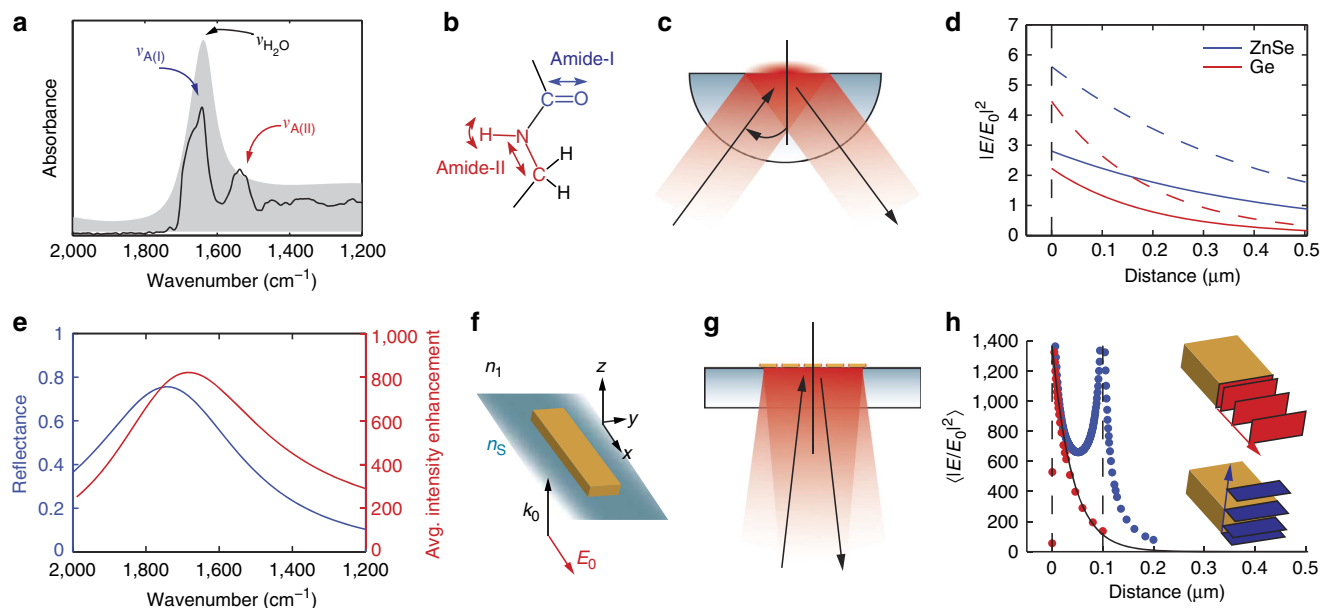 a
νA(I)
νH2O
νA(II)
Absorbance
2,000 1,800 1,600 1,400 1,200
Wavenumber (cm−1)
b
Amide-I
C=O
H–N
Amide-II
C
H
H
c
d
7
6
5
4
3
2
1
0
|E/E0|2
ZnSe
Ge
0 0.1 0.2 0.3 0.4 0.5
Distance (μm)
e
1
0.8
0.6
0.4
0.2
0
Reflectance
1,000
800
600
400
200
000
Avg. intensity enhancement
2,000 1,800 1,600 1,400 1,200
Wavenumber (cm−1)
f
n1
nS
z
y
x
k0
E0
g
h
1,400
1,200
1,000
800
600
400
200
0
⟨|E/E0|2⟩
0 0.1 0.2 0.3 0.4 0.5
Distance (μm)